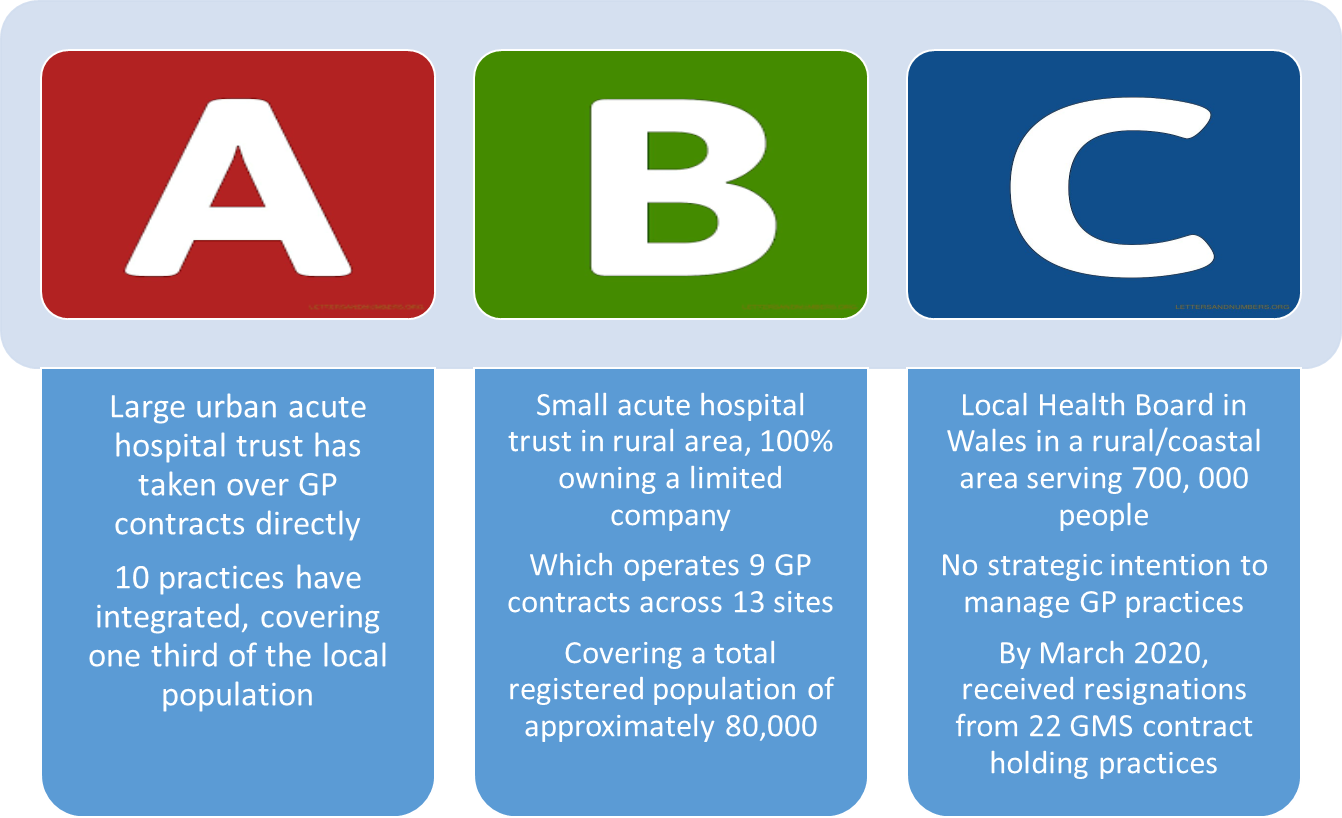 A
LETTERSANDNUMBERS.ORG
B
C
LETTERSANDNUMBERS.ORG
Large urban acute
hospital trust has
taken over GP
contracts directly
10 practices have
integrated, covering
one third of the local
population
Small acute hospital
trust in rural area, 100%
owning a limited
company
Which operates 9 GP
contracts across 13 sites
Covering a total
registered population of
approximately 80,000
Local Health Board in
Wales in a rural/coastal
area serving 700, 000
people
No strategic intention to
manage GP practices
By March 2020,
received resignations
from 22 GMS contract
holding practices